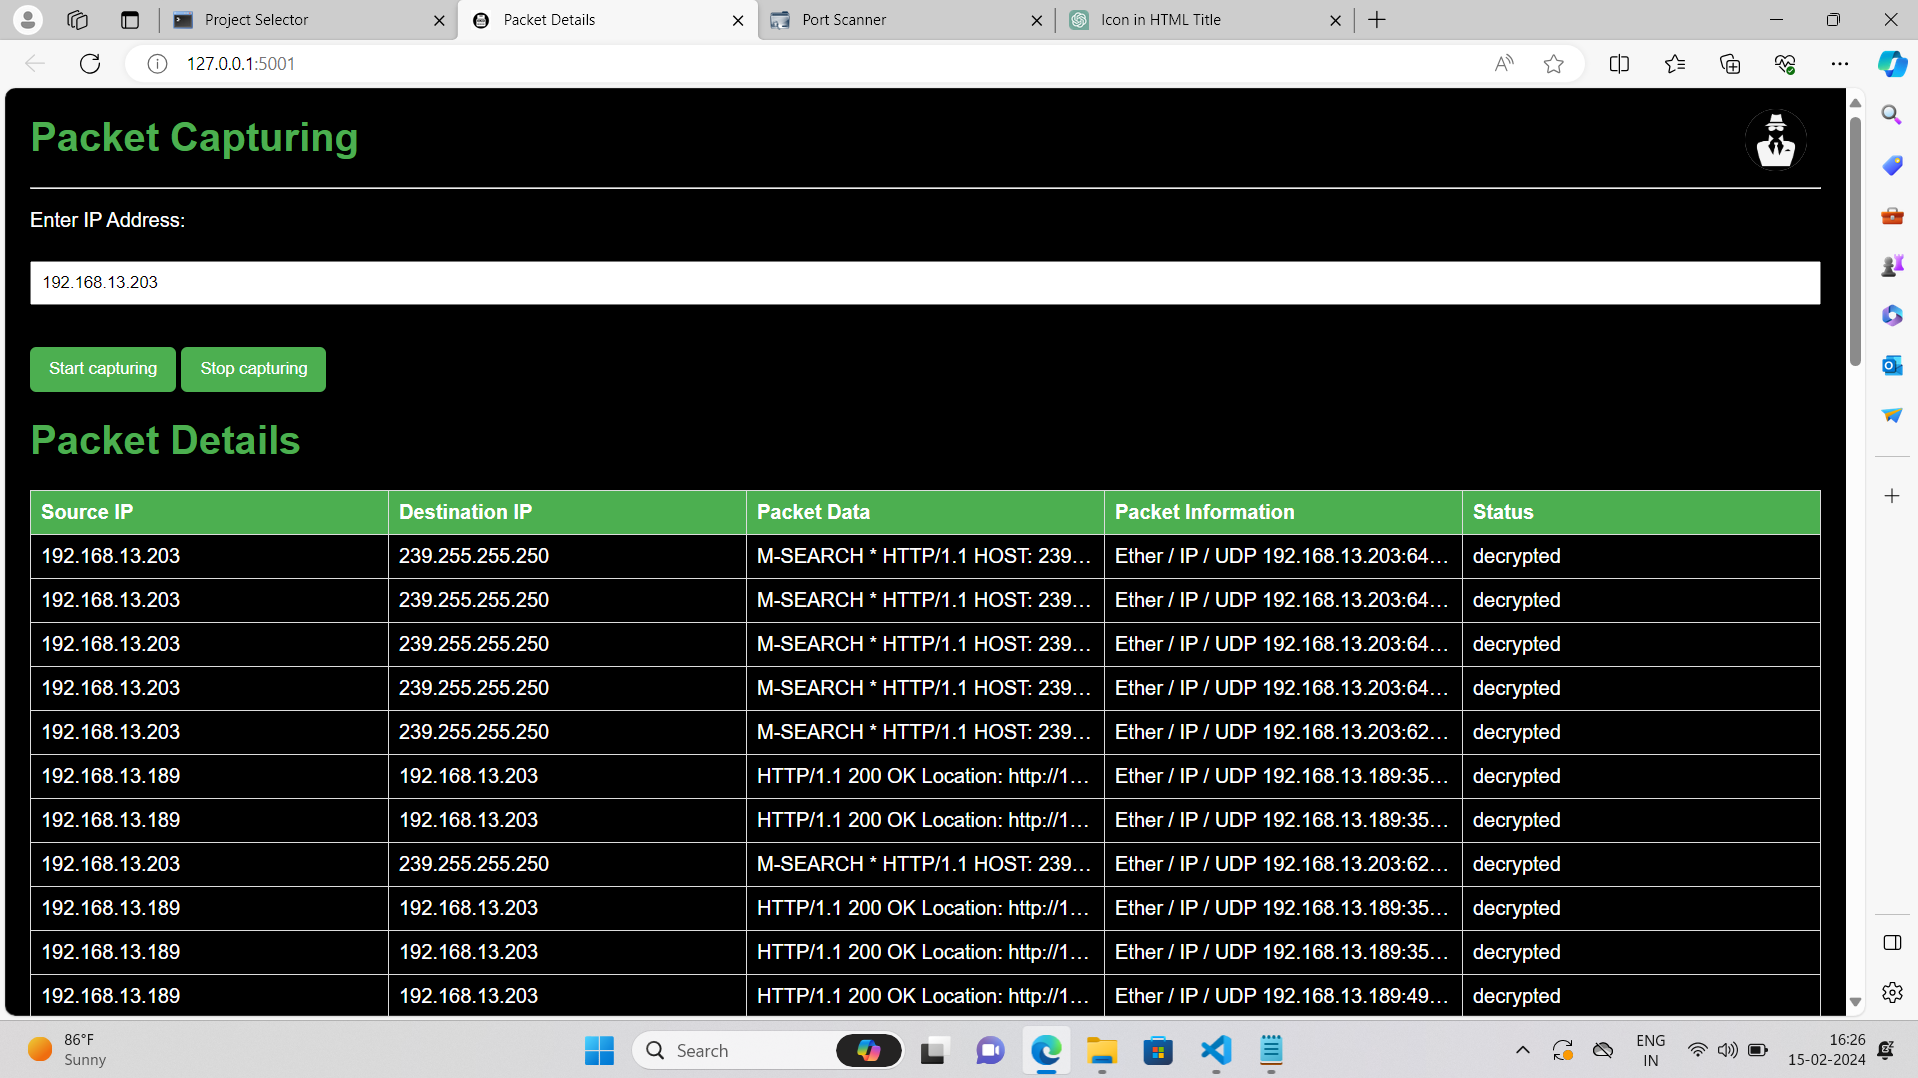 Project Selector
Packet Details
Port Scanner
Icon in HTML Title
127.0.0.1:5001
Packet Capturing
Enter IP Address:
192.168.13.203
Start capturing Stop capturing
Packet Details
Source IP Destination IP Packet Data Packet Information Status
192.168.13.203 239.255.255.250 M-SEARCH * HTTP/1.1 HOST: 239... Ether / IP / UDP 192.168.13.203:64... decrypted
192.168.13.203 239.255.255.250 M-SEARCH * HTTP/1.1 HOST: 239... Ether / IP / UDP 192.168.13.203:64... decrypted
192.168.13.203 239.255.255.250 M-SEARCH * HTTP/1.1 HOST: 239... Ether / IP / UDP 192.168.13.203:64... decrypted
192.168.13.203 239.255.255.250 M-SEARCH * HTTP/1.1 HOST: 239... Ether / IP / UDP 192.168.13.203:64... decrypted
192.168.13.203 239.255.255.250 M-SEARCH * HTTP/1.1 HOST: 239... Ether / IP / UDP 192.168.13.203:62... decrypted
192.168.13.189 192.168.13.203 HTTP/1.1 200 OK Location: http://1... Ether / IP / UDP 192.168.13.189:35... decrypted
192.168.13.189 192.168.13.203 HTTP/1.1 200 OK Location: http://1... Ether / IP / UDP 192.168.13.189:35... decrypted
192.168.13.203 239.255.255.250 M-SEARCH * HTTP/1.1 HOST: 239... Ether / IP / UDP 192.168.13.203:62... decrypted
192.168.13.189 192.168.13.203 HTTP/1.1 200 OK Location: http://1... Ether / IP / UDP 192.168.13.189:35... decrypted
192.168.13.189 192.168.13.203 HTTP/1.1 200 OK Location: http://1... Ether / IP / UDP 192.168.13.189:35... decrypted
192.168.13.189 192.168.13.203 HTTP/1.1 200 OK Location: http://1... Ether / IP / UDP 192.168.13.189:49... decrypted
86°F
Sunny
Search
ENG
IN
16:26
15-02-2024